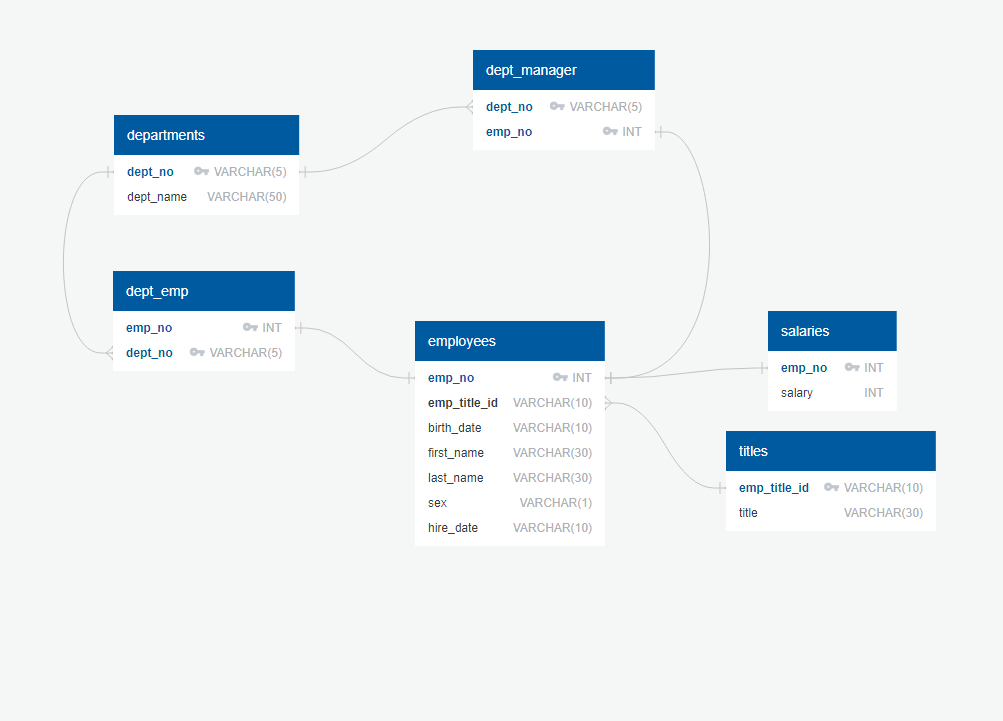 dept_manager
dept_no VARCHAR(5)
emp_no INT
departments
dept_no VARCHAR(5)
dept_name VARCHAR(50)
dept_emp
emp_no INT
dept_no VARCHAR(5)
employees
emp_no INT
emp_title_id VARCHAR(10)
birth_date VARCHAR(10)
first_name VARCHAR(30)
last_name VARCHAR(30)
sex VARCHAR(1)
hire_date VARCHAR(10)
salaries
emp_no INT
salary INT
titles
emp_title_id VARCHAR(10)
title VARCHAR(30)